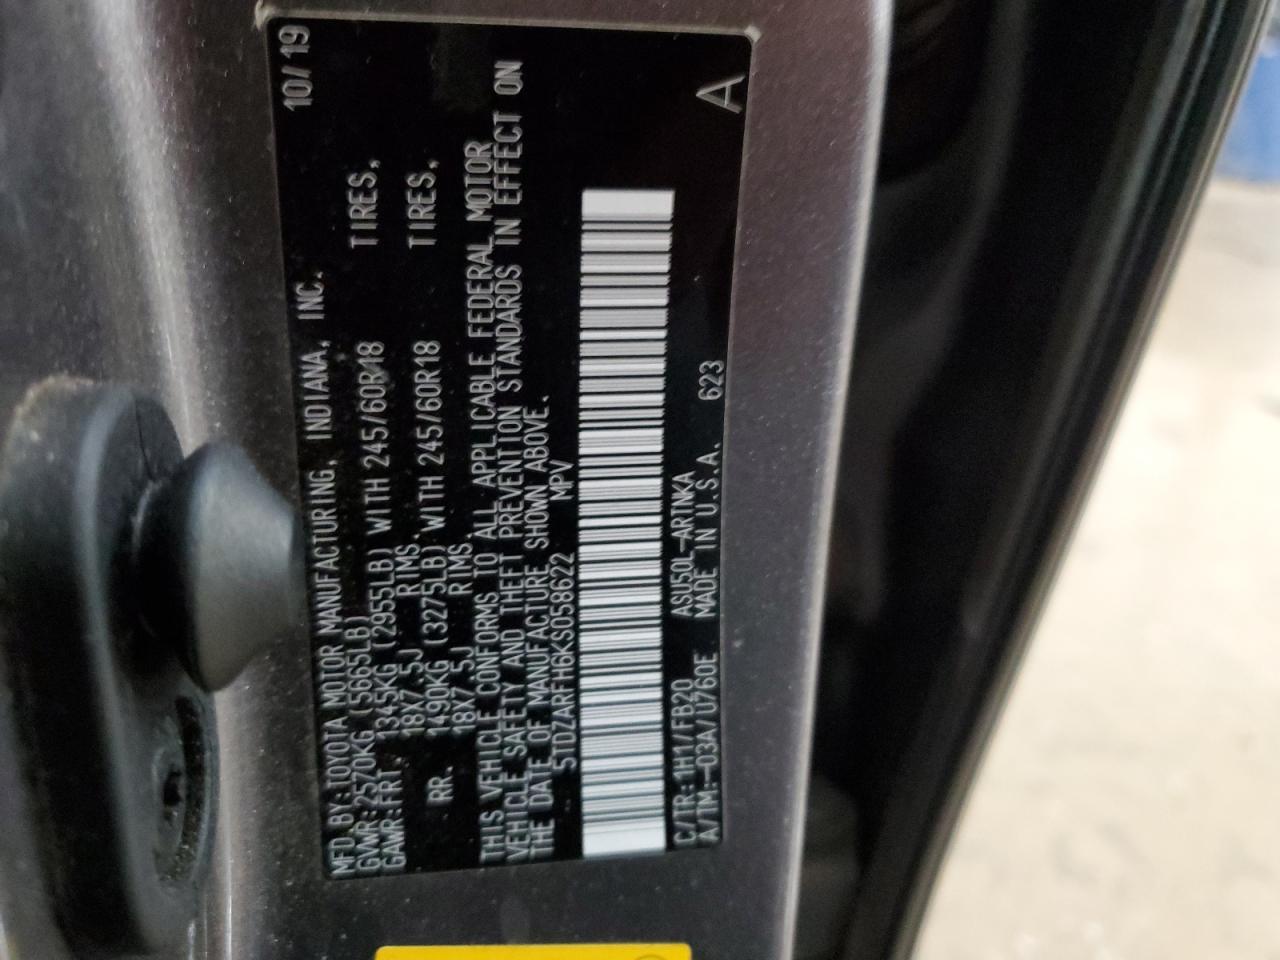 MFD.BY:TOYOTA MOTOR MANUFACTURING, INDIANA, INC. 10/19
GVWR:2570KG(5665LB)
GAWR:FRT. 1345KG (2955LB) WITH 245/60R18 TIRES,
18X7.5J RIMS,
RR. 1490KG (3275LB) WITH 245/60R18 TIRES,
18X7.5J RIMS
THIS VEHICLE CONFORMS TO ALL APPLICABLE FEDERAL MOTOR
VEHICLE SAFETY AND THEFT PREVENTION STANDARDS IN EFFECT ON
THE DATE OF MANUFACTURE SHOWN ABOVE.
5TDZARFH6KS058622 MPV
C/TR:1H1/FB20 ASU50L-ARTNKA
A/TM:-03A/U760E MADE IN U.S.A. 623
A